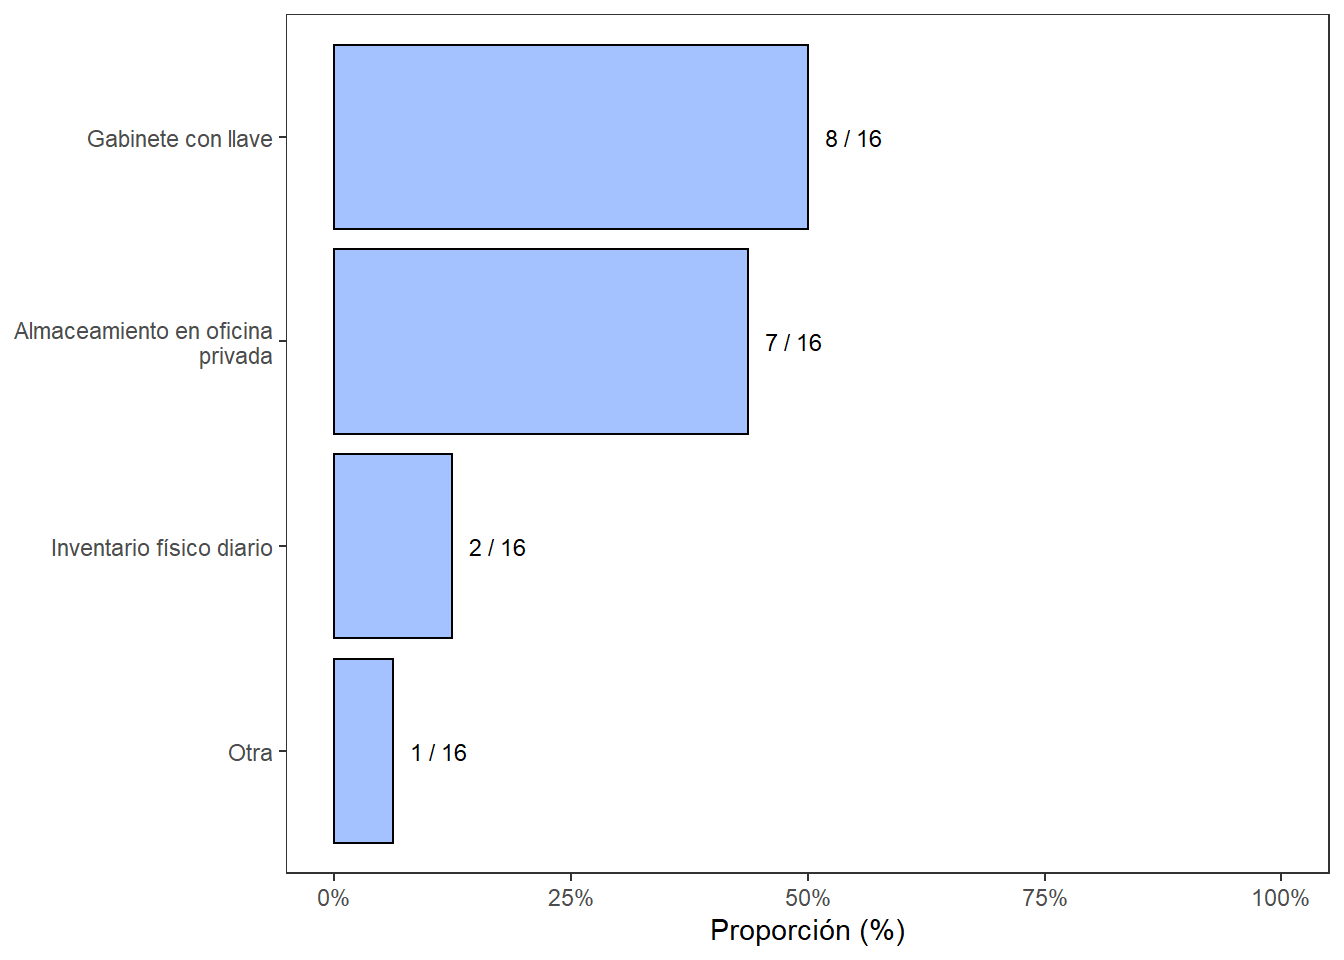 Gabinete con llave
8 / 16
Almaceamiento en oficina
privada
7 / 16
Inventario físico diario
2 / 16
Otra
1 / 16
0%
25%
50%
75%
100%
Proporción (%)